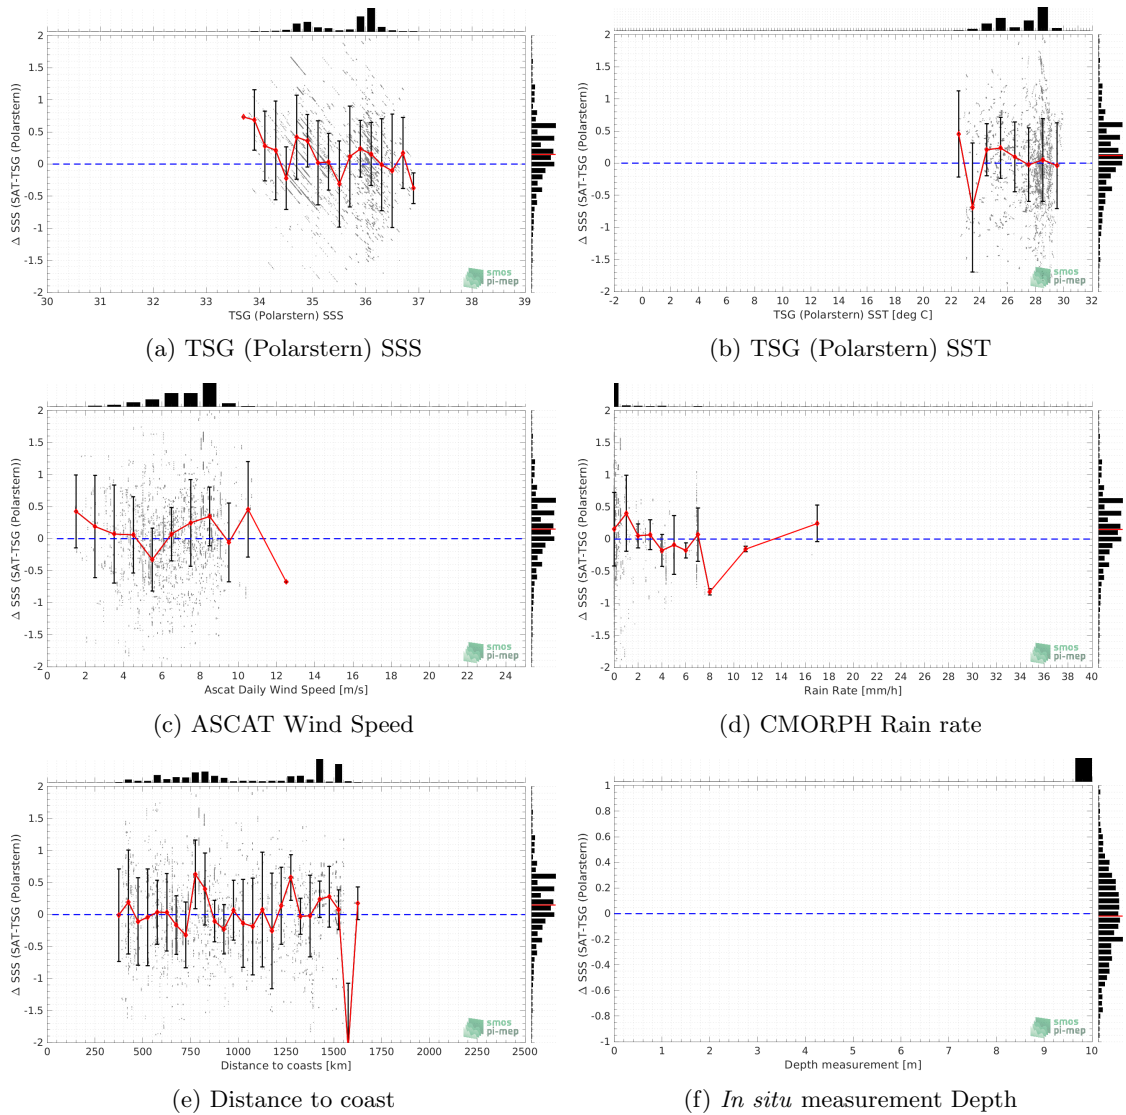 2
1.5
1
0.5
0
-0.5
-1
-1.5
-2
Δ SSS (SAT-TSG (Polarstern))
30 31 32 33 34 35 36 37 38 39
TSG (Polarstern) SSS
smos
pi-mep
(a) TSG (Polarstern) SSS
2
1.5
1
0.5
0
-0.5
-1
-1.5
-2
Δ SSS (SAT-TSG (Polarstern))
-2 0 2 4 6 8 10 12 14 16 18 20 22 24 26 28 30 32
TSG (Polarstern) SST [deg C]
smos
pi-mep
(b) TSG (Polarstern) SST
2
1.5
1
0.5
0
-0.5
-1
-1.5
-2
Δ SSS (SAT-TSG (Polarstern))
0 2 4 6 8 10 12 14 16 18 20 22 24
Ascat Daily Wind Speed [m/s]
smos
pi-mep
(c) ASCAT Wind Speed
2
1.5
1
0.5
0
-0.5
-1
-1.5
-2
Δ SSS (SAT-TSG (Polarstern))
0 2 4 6 8 10 12 14 16 18 20 22 24 26 28 30 32 34 36 38 40
Rain Rate [mm/h]
smos
pi-mep
(d) CMORPH Rain rate
2
1.5
1
0.5
0
-0.5
-1
-1.5
-2
Δ SSS (SAT-TSG (Polarstern))
0 250 500 750 1000 1250 1500 1750 2000 2250 2500
Distance to coasts [km]
smos
pi-mep
(e) Distance to coast
1
0.8
0.6
0.4
0.2
0
-0.2
-0.4
-0.6
-0.8
-1
Δ SSS (SAT-TSG (Polarstern))
0 1 2 3 4 5 6 7 8 9 10
Depth measurement [m]
smos
pi-mep
(f) In situ measurement Depth